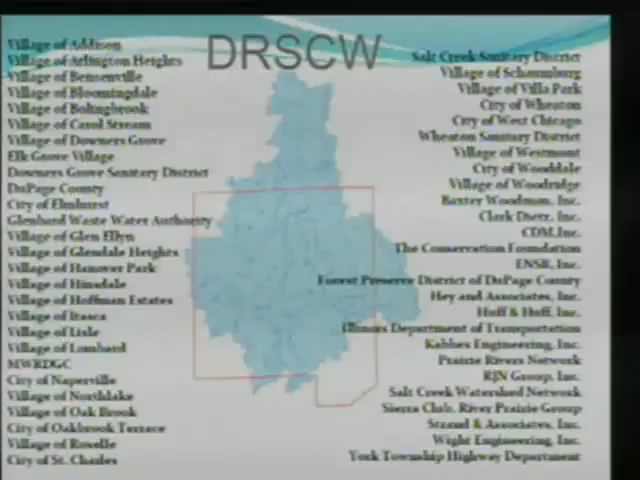 DRSCW
Village of Addison
Village of Arlington Heights
Village of Bensenville
Village of Bloomingdale
Village of Bolingbrook
Village of Carol Stream
Village of Downers Grove
Elk Grove Village
Downers Grove Sanitary District
DuPage County
City of Elmhurst
Glenbard Waste Water Authority
Village of Glen Ellyn
Village of Glendale Heights
Village of Hanover Park
Village of Hinsdale
Village of Hoffman Estates
Village of Itasca
Village of Lisle
Village of Lombard
MWRDGC
City of Naperville
Village of Northlake
Village of Oak Brook
City of Oakbrook Terrace
Village of Roselle
City of St. Charles
Salt Creek Sanitary District
Village of Schaumburg
Village of Villa Park
City of Wheaton
City of West Chicago
Wheaton Sanitary District
Village of Westmont
City of Wooddale
Village of Woodridge
Baxter Woodman, Inc.
Clark Dietz, Inc.
CDM,Inc.
The Conservation Foundation
ENSR, Inc.
Forest Preserve District of DuPage County
Hey and Associates, Inc.
Huff & Huff, Inc.
Illinois Department of Transportation
Kabbes Engineering, Inc.
Prairie Rivers Network
RJN Group, Inc.
Salt Creek Watershed Network
Sierra Club, River Prairie Group
Strand & Associates, Inc.
Wight Engineering, Inc.
York Township Highway Department